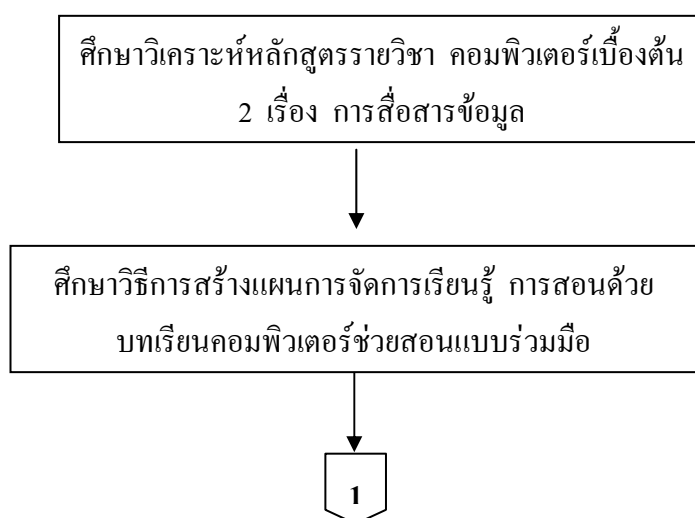 ศึกษาวิเคราะห์หลักสูตรรายวิชา คอมพิวเตอร์เบื้องต้น
2 เรื่อง การสื่อสารข้อมูล
ศึกษาวิธีการสร้างแผนการจัดการเรียนรู้ การสอนด้วย
บทเรียนคอมพิวเตอร์ช่วยสอนแบบร่วมมือ
1